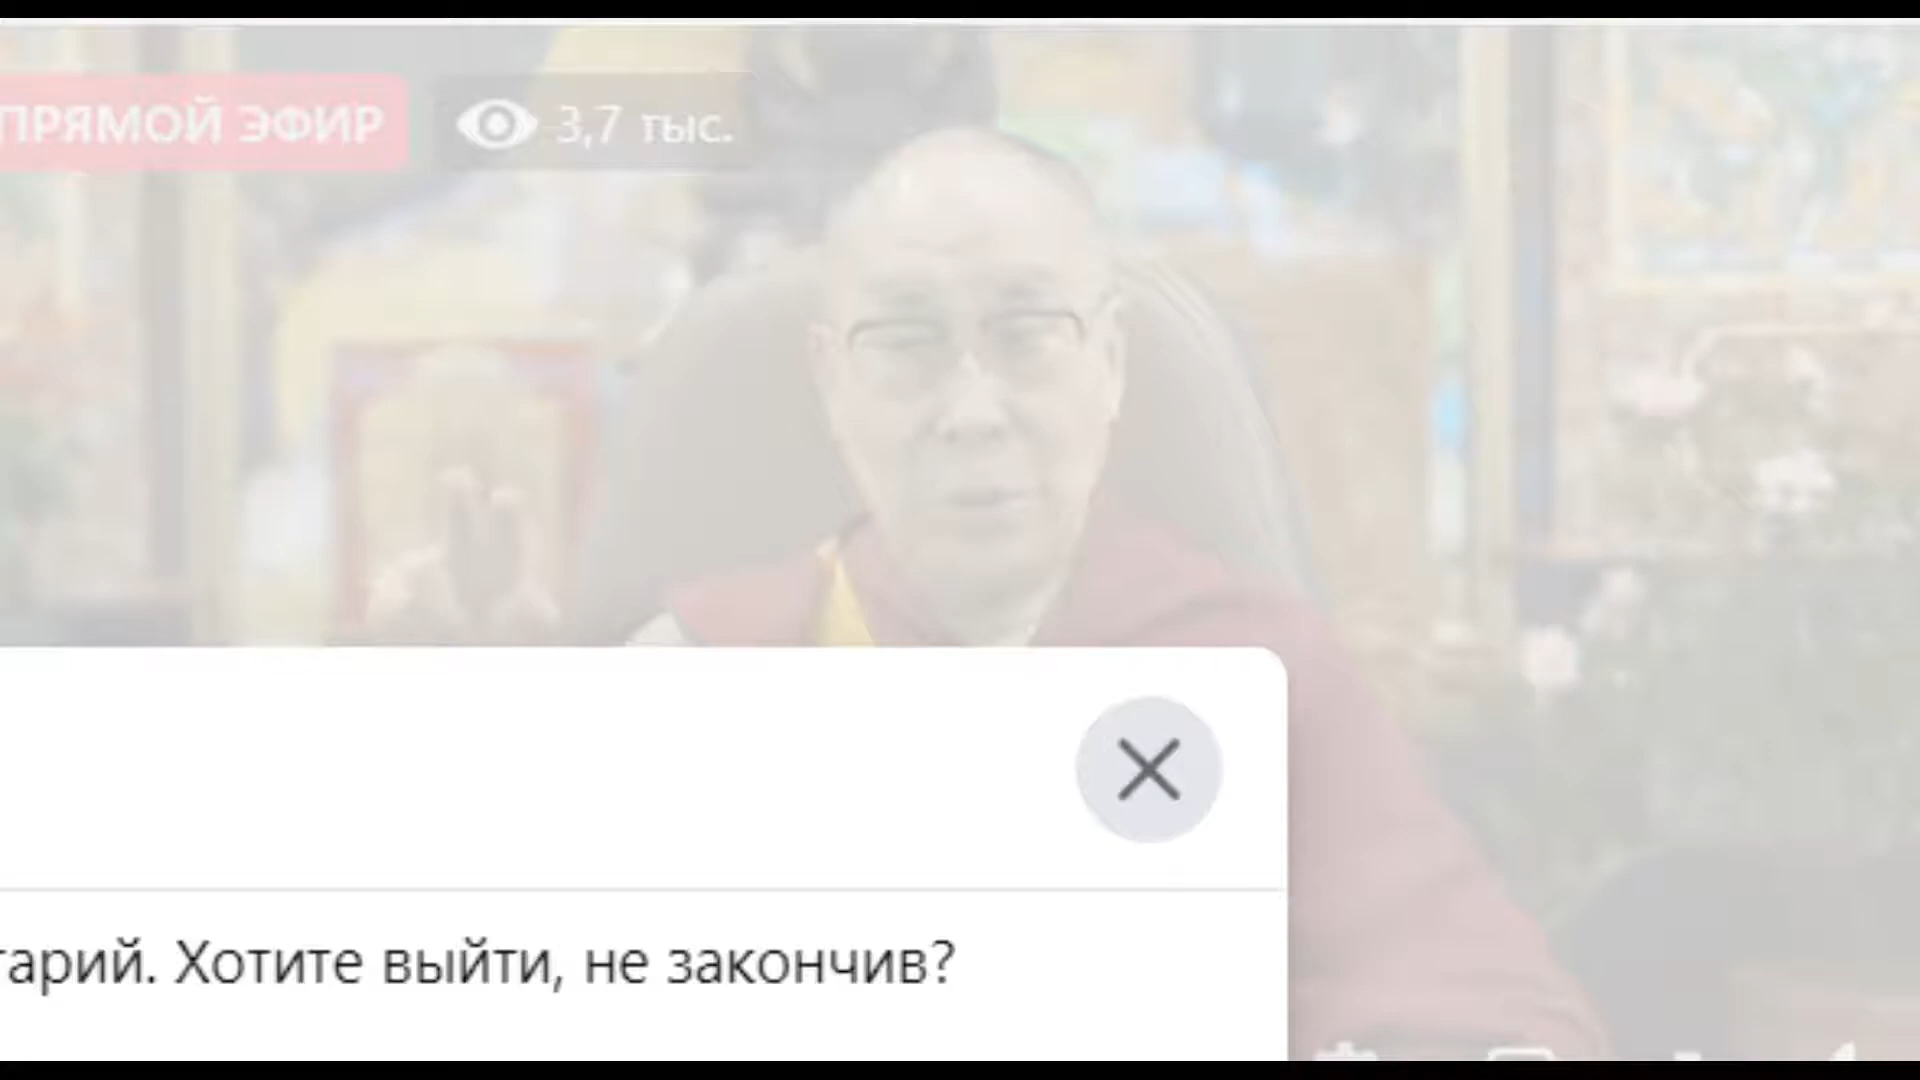 ПРЯМОЙ ЭФИР
3,7 тыс.
тарий. Хотите выйти, не закончив?